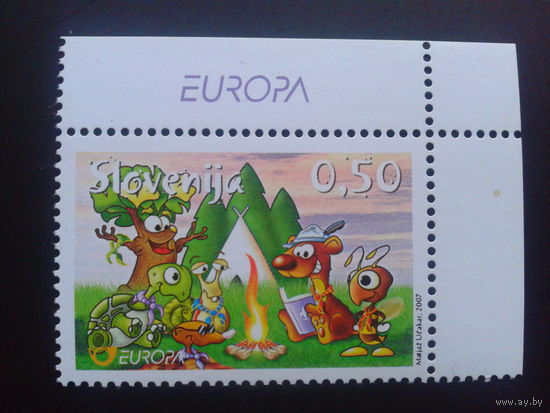 EUROPA
Slovenija 0,50
EUROPA
Matjaž Učakar, 2007
www.ay.by